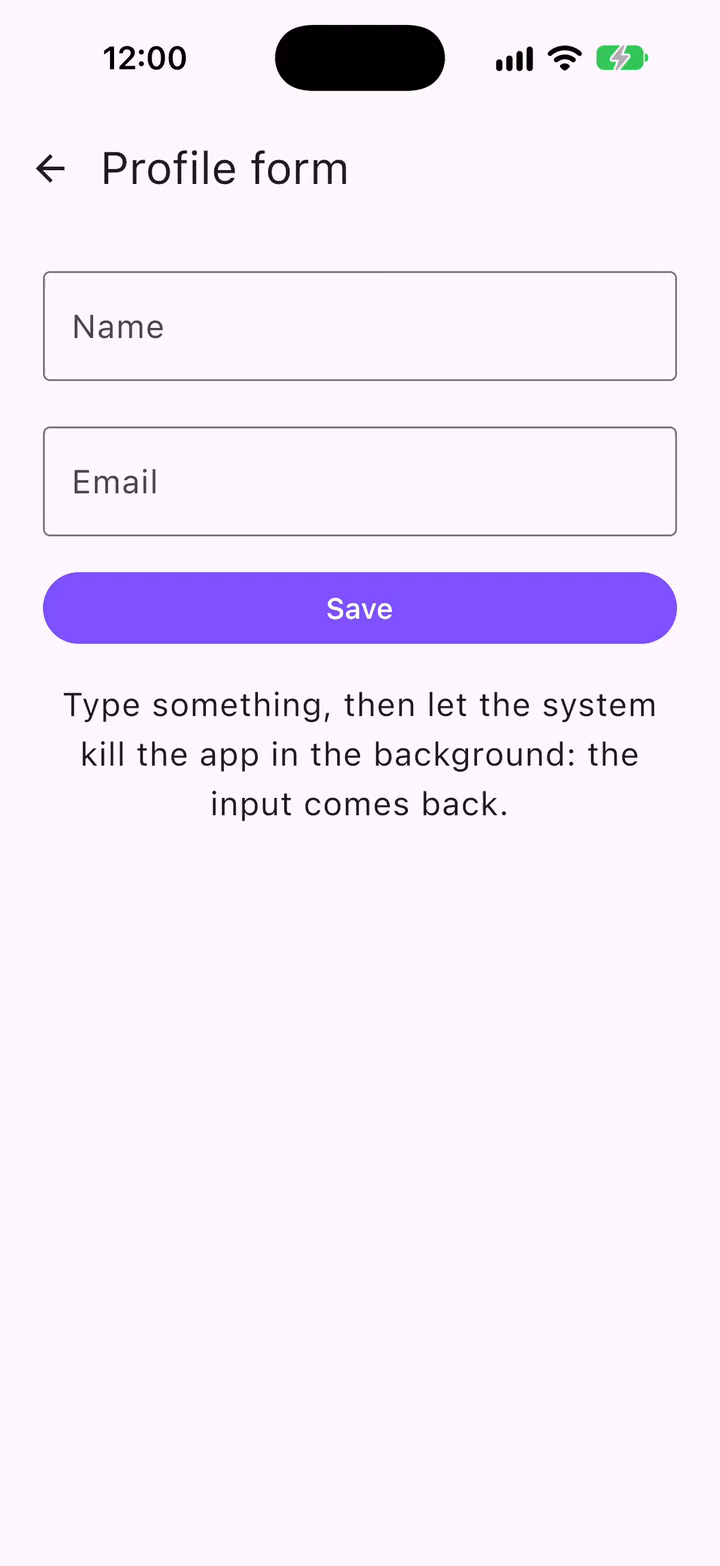 12:00
Profile form
Name
Email
Save
Type something, then let the system
kill the app in the background: the
input comes back.